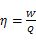 η = W/Q